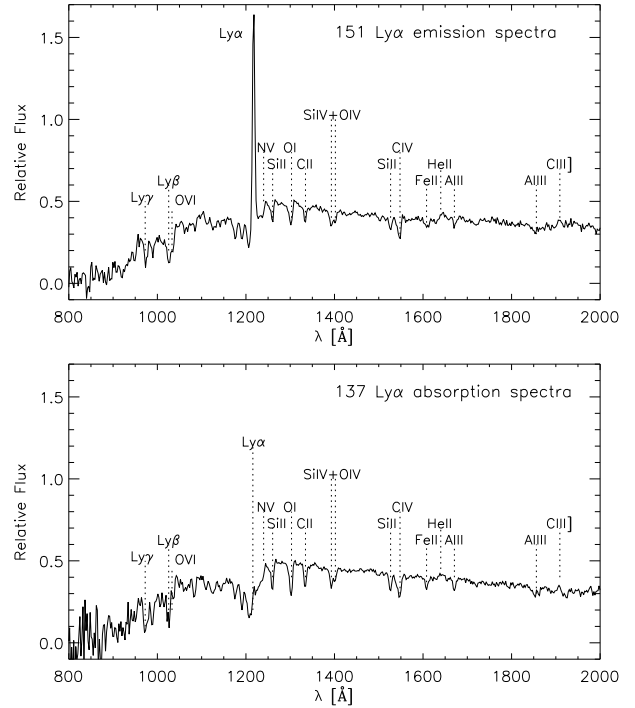 151 Lyα emission spectra
Lyα
SiIV+OIV
NV OI CIV
SiII CII SiII HeII CIII]
FeII AlII AlIII
Lyβ
Lyγ OVI
1.5
1.0
0.5
0.0
Relative Flux
800 1000 1200 1400 1600 1800 2000
λ [Å]
137 Lyα absorption spectra
Lyα
SiIV+OIV
NV OI CIV
SiII CII SiII HeII CIII]
FeII AlII AlIII
Lyβ
Lyγ OVI
1.5
1.0
0.5
0.0
Relative Flux
800 1000 1200 1400 1600 1800 2000
λ [Å]